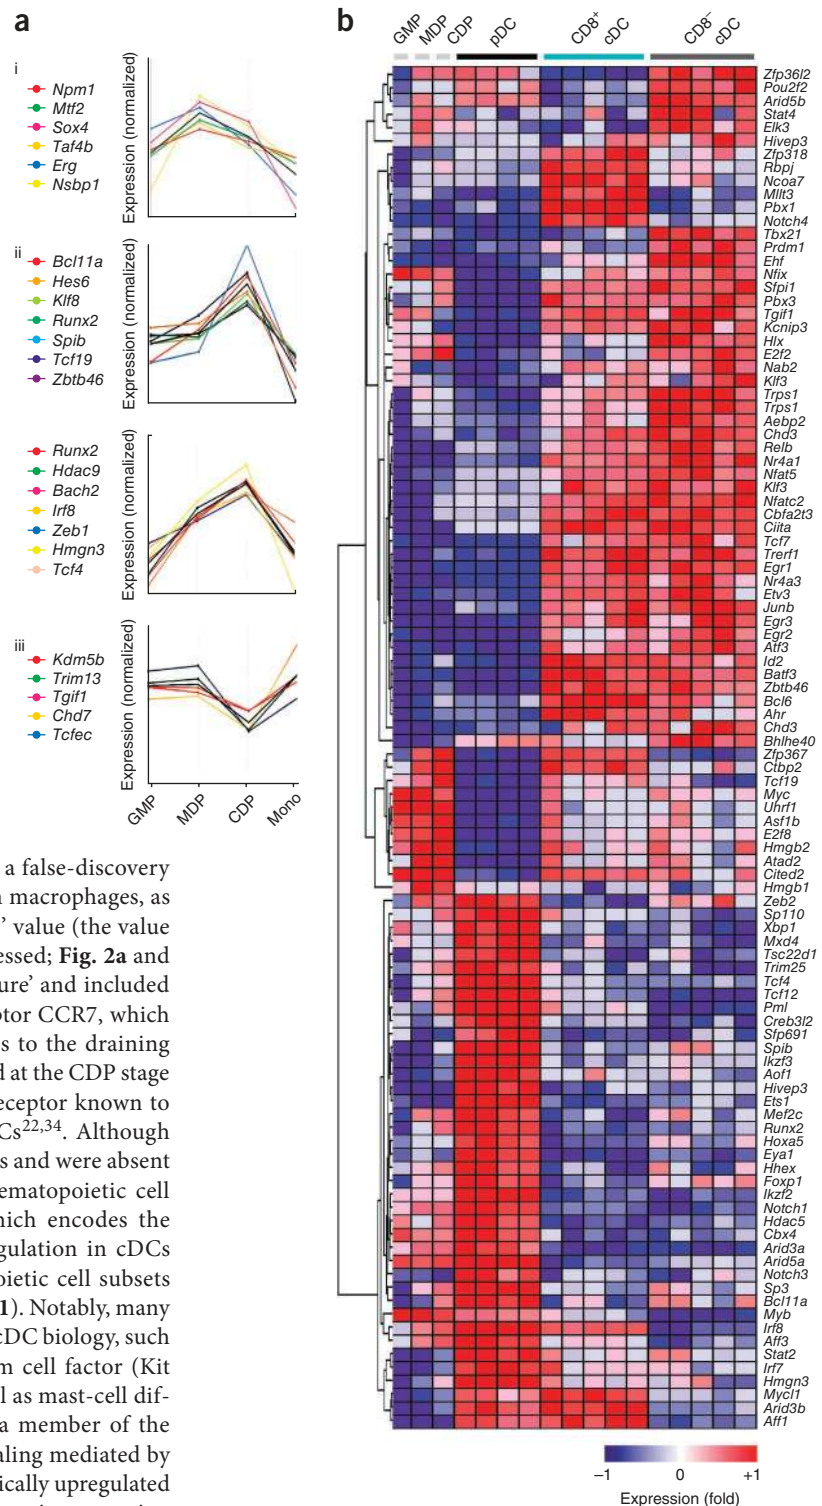 a
i
Npm1
Mtf2
Sox4
Taf4b
Erg
Nsbp1
Expression (normalized)
ii
Bcl11a
Hes6
Klf8
Runx2
Spib
Tcf19
Zbtb46
Expression (normalized)
Runx2
Hdac9
Bach2
Irf8
Zeb1
Hmgn3
Tcf4
Expression (normalized)
iii
Kdm5b
Trim13
Tgif1
Chd7
Tcfec
Expression (normalized)
GMP
MDP
CDP
Mono
a false-discovery
n macrophages, as
’ value (the value
essed; Fig. 2a and
ure’ and included
ptor CCR7, which
s to the draining
d at the CDP stage
eceptor known to
Cs22,34. Although
s and were absent
ematopoietic cell
hich encodes the
gulation in cDCs
oietic cell subsets
1). Notably, many
cDC biology, such
m cell factor (Kit
l as mast-cell dif-
a member of the
aling mediated by
ically upregulated
b
GMP
MDP
CDP
pDC
CD8+
cDC
CD8−
cDC
Zfp36l2
Pou2f2
Arid5b
Stat4
Elk3
Hivep3
Zfp318
Rbpj
Ncoa7
Mllt3
Pbx1
Notch4
Tbx21
Prdm1
Ehf
Nfix
Sfpi1
Pbx3
Tgif1
Kcnip3
Hlx
E2f2
Nab2
Klf3
Trps1
Trps1
Aebp2
Chd3
Relb
Nr4a1
Nfat5
Klf3
Nfatc2
Cbfa2t3
Ciita
Tcf7
Trerf1
Egr1
Nr4a3
Etv3
Junb
Egr3
Egr2
Atf3
Id2
Batf3
Zbtb46
Bcl6
Ahr
Chd3
Bhlhe40
Zfp367
Ctbp2
Tcf19
Myc
Uhrf1
Asf1b
E2f8
Hmgb2
Atad2
Cited2
Hmgb1
Zeb2
Sp110
Xbp1
Mxd4
Tsc22d1
Trim25
Tcf4
Tcf12
Pml
Creb3l2
Sfp691
Spib
Ikzf3
Aof1
Hivep3
Ets1
Mef2c
Runx2
Hoxa5
Eya1
Hhex
Foxp1
Ikzf2
Notch1
Hdac5
Cbx4
Arid3a
Arid5a
Notch3
Sp3
Bcl11a
Myb
Irf8
Aff3
Stat2
Irf7
Hmgn3
Mycl1
Arid3b
Aff1
−1 0 +1
Expression (fold)